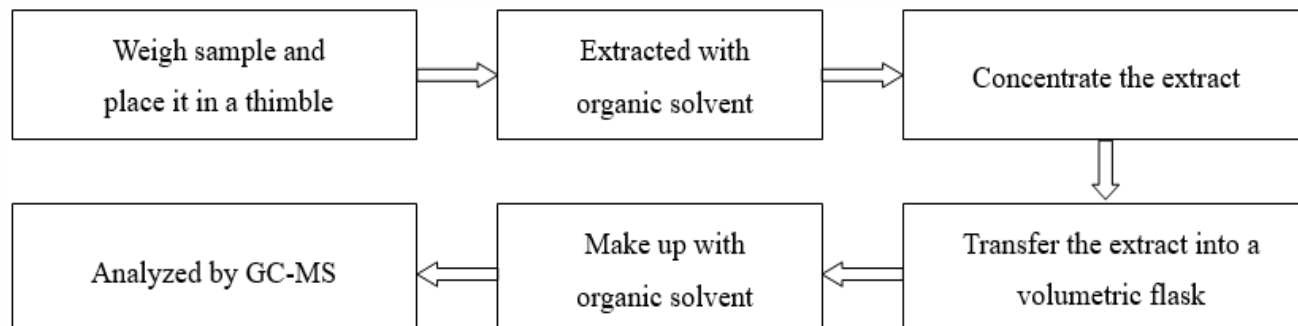 Weigh sample and
place it in a thimble
Extracted with
organic solvent
Concentrate the extract
Transfer the extract into a
volumetric flask
Make up with
organic solvent
Analyzed by GC-MS